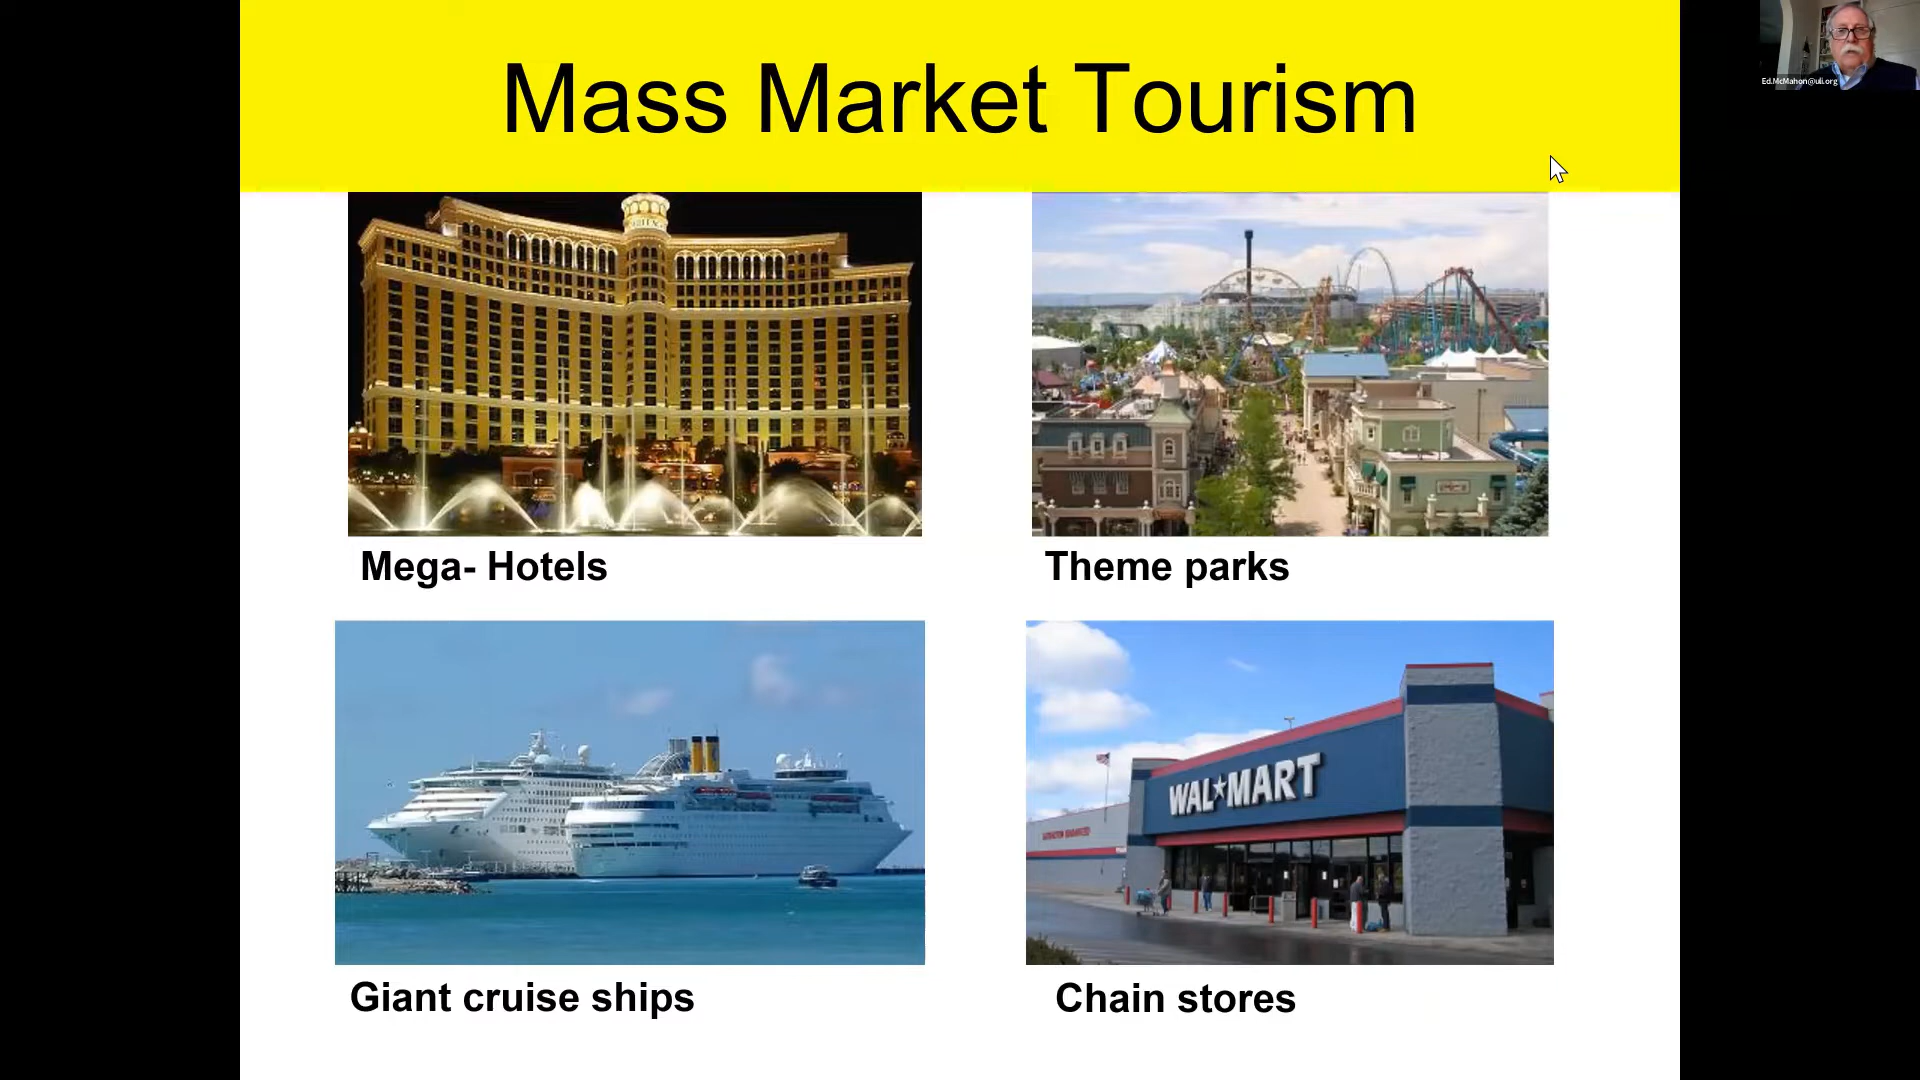 Mass Market Tourism
Ed.McMahon@uli.org
Mega- Hotels
Theme parks
WAL★MART
Giant cruise ships
Chain stores